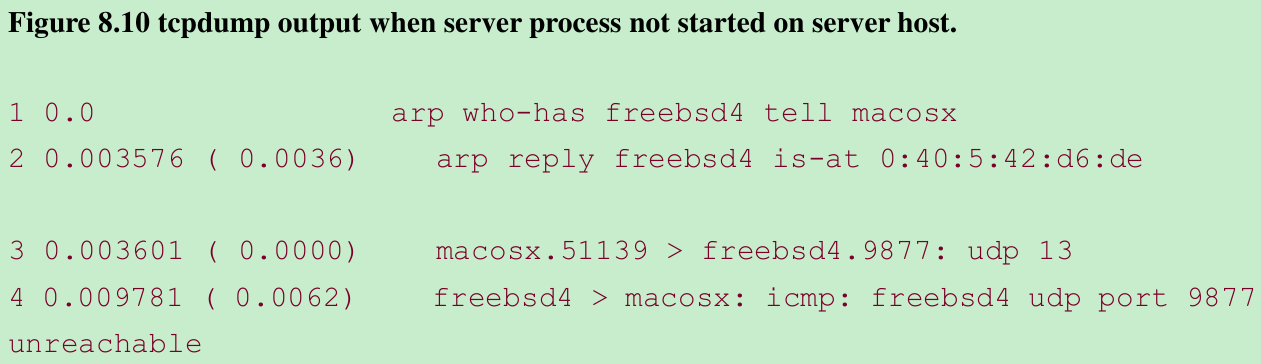 Figure 8.10 tcpdump output when server process not started on server host.
1 0.0 arp who-has freebsd4 tell macosx
2 0.003576 ( 0.0036) arp reply freebsd4 is-at 0:40:5:42:d6:de
3 0.003601 ( 0.0000) macosx.51139 > freebsd4.9877: udp 13
4 0.009781 ( 0.0062) freebsd4 > macosx: icmp: freebsd4 udp port 9877
unreachable